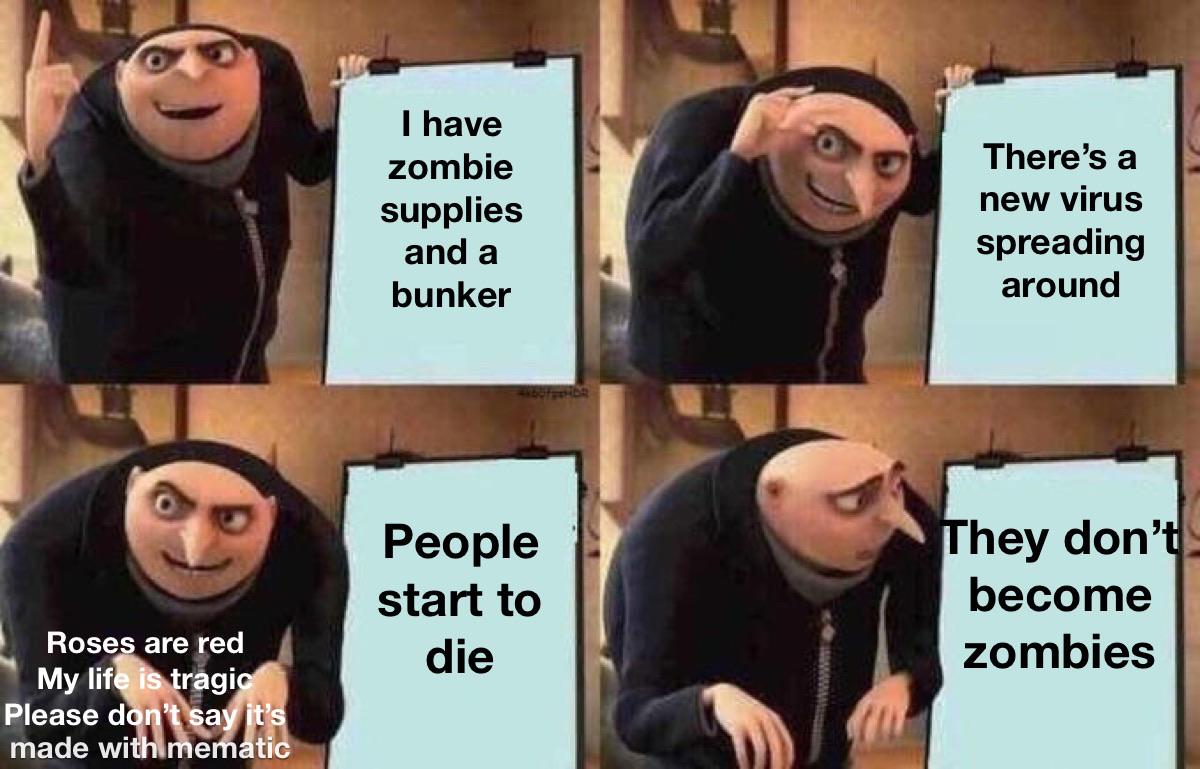 I have
zombie
supplies
and a
bunker
There’s a
new virus
spreading
around
People
start to
die
They don’t
become
zombies
Roses are red
My life is tragic
Please don’t say it’s
made with mematic